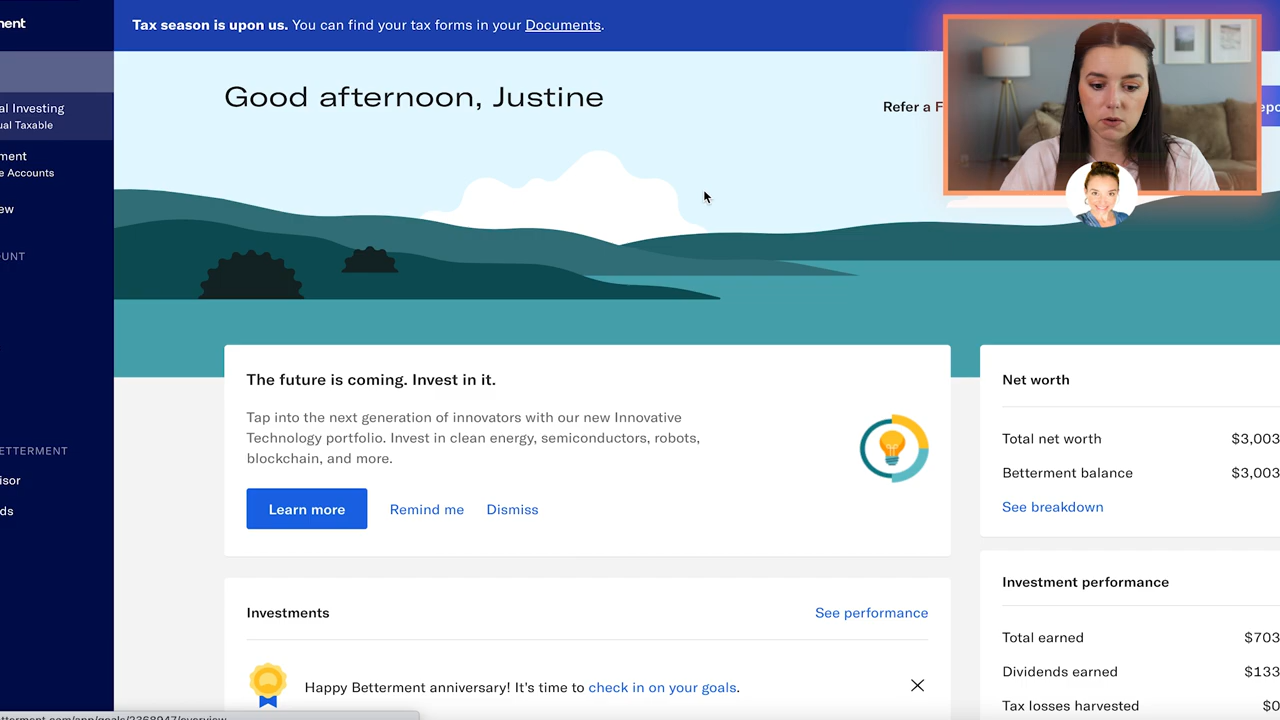 ment
Tax season is upon us. You can find your tax forms in your Documents.
Good afternoon, Justine
Refer a F
epo
al Investing
ual Taxable
ment
e Accounts
ew
OUNT
ETTERMENT
isor
ds
The future is coming. Invest in it.
Tap into the next generation of innovators with our new Innovative
Technology portfolio. Invest in clean energy, semiconductors, robots,
blockchain, and more.
Learn more
Remind me
Dismiss
Net worth
Total net worth $3,003
Betterment balance $3,003
See breakdown
Investments
See performance
Happy Betterment anniversary! It's time to check in on your goals.
Investment performance
Total earned $703
Dividends earned $133
Tax losses harvested $0